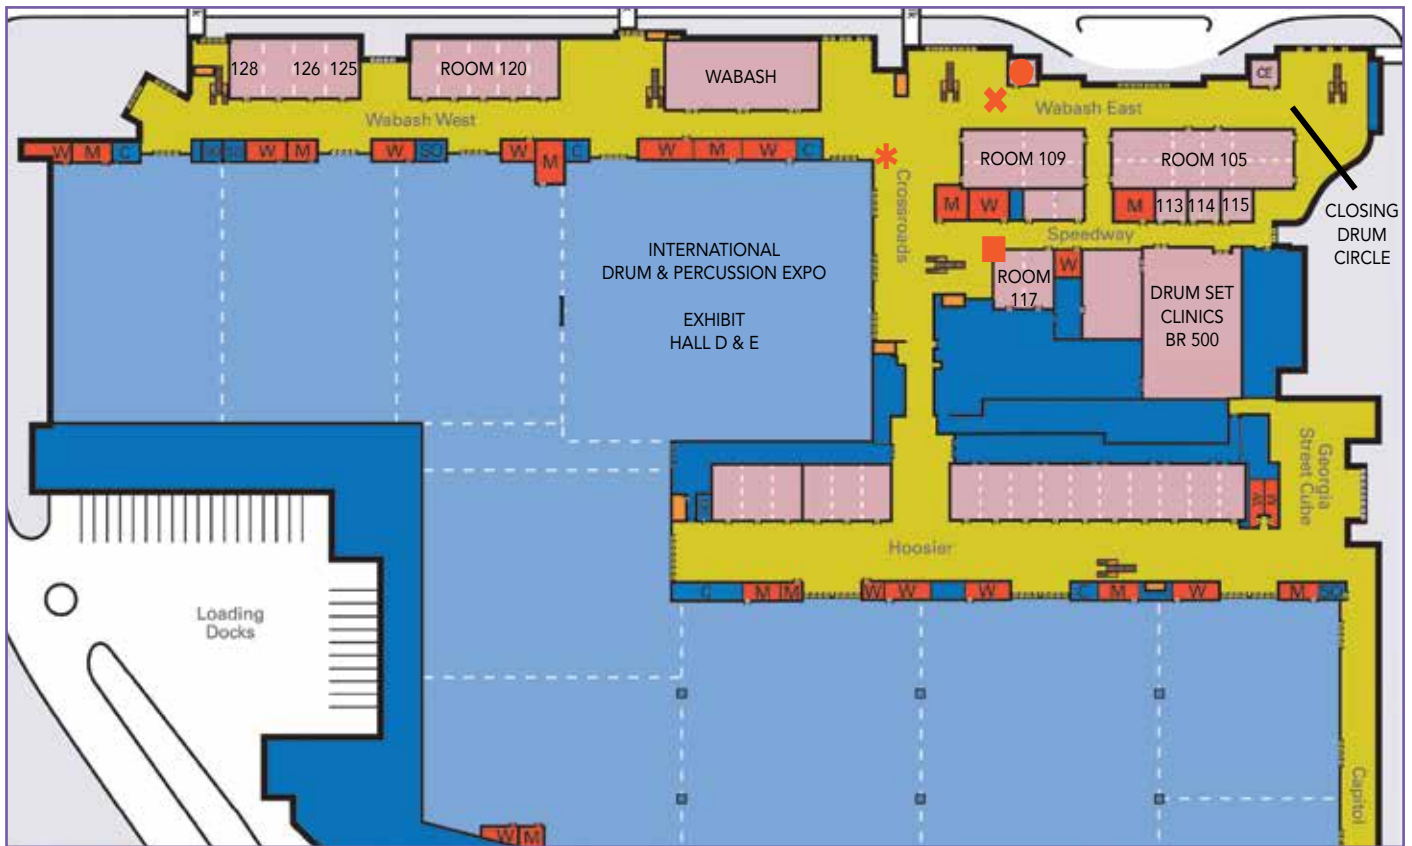 128
126
125
ROOM 120
WABASH
CE
Wabash West
Wabash East
W
M
C
W
M
W
SO
W
M
C
W
M
W
C
ROOM 109
ROOM 105
Crossroads
M
W
M
113
114
115
Speedway
CLOSING
DRUM
CIRCLE
INTERNATIONAL
DRUM & PERCUSSION EXPO
EXHIBIT
HALL D & E
ROOM
117
W
DRUM SET
CLINICS
BR 500
Georgia
Street Cube
W
M
Hoosier
C
M
M
W
W
W
C
M
W
M
SO
Loading
Docks
Capitol
W
M